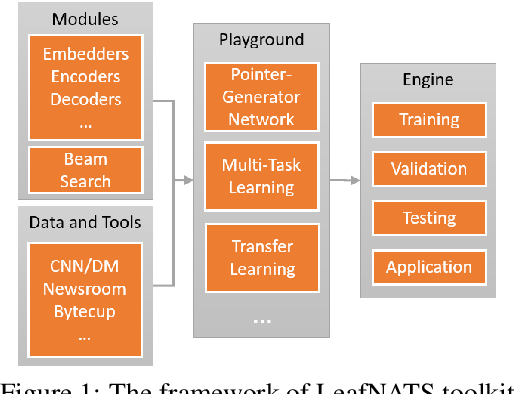 Modules
Embedders
Encoders
Decoders
...
Beam
Search
Data and Tools
CNN/DM
Newsroom
Bytecup
...
Playground
Pointer-
Generator
Network
Multi-Task
Learning
Transfer
Learning
...
Engine
Training
Validation
Testing
Application
Figure 1: The framework of LeafNATS toolkit